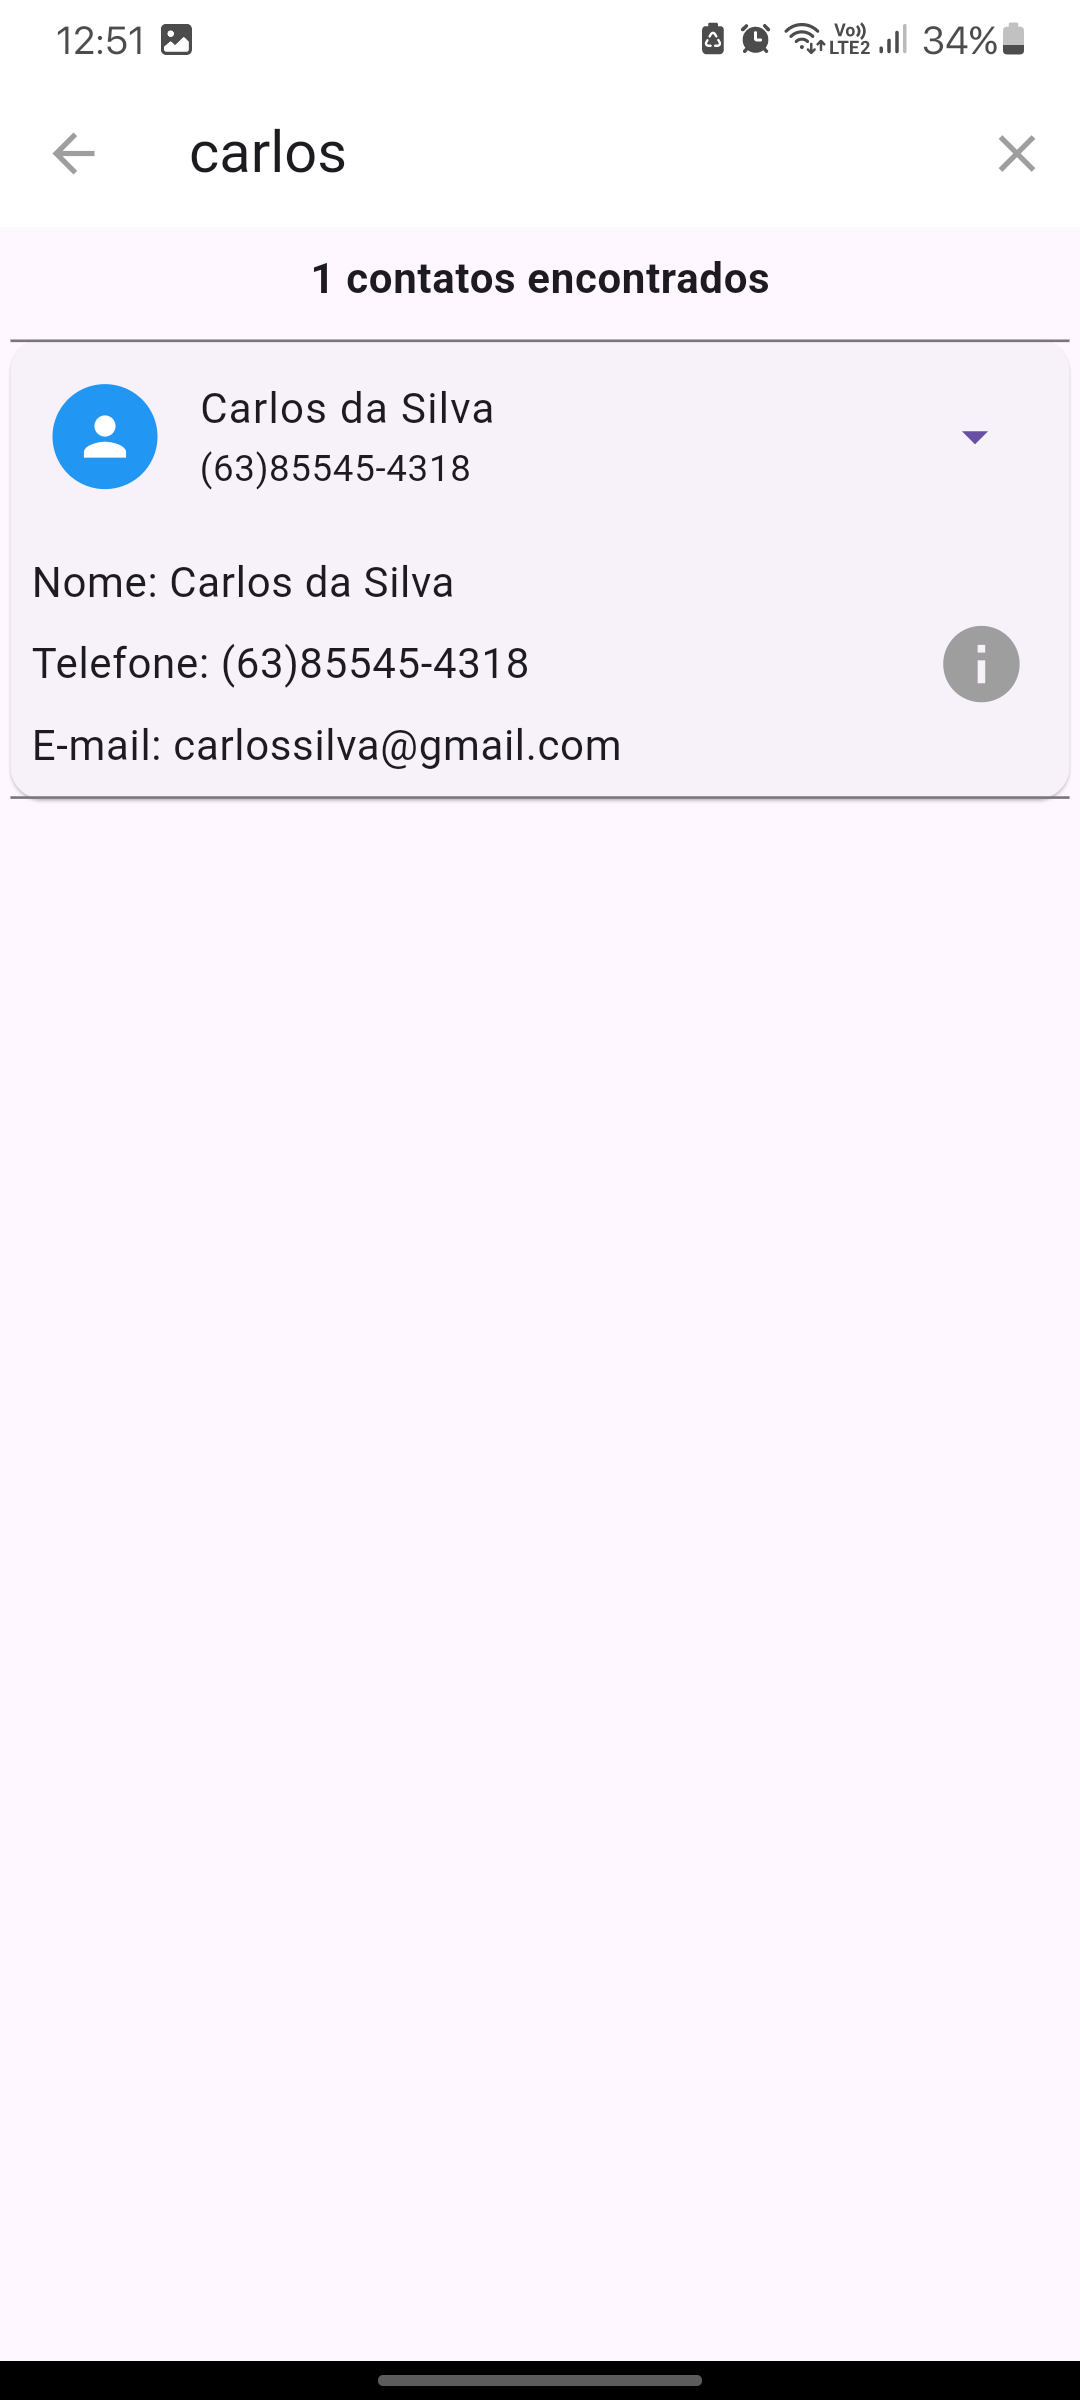 12:51
Vo)) LTE2 34%
carlos
1 contatos encontrados
Carlos da Silva
(63)85545-4318
Nome: Carlos da Silva
Telefone: (63)85545-4318
E-mail: carlossilva@gmail.com